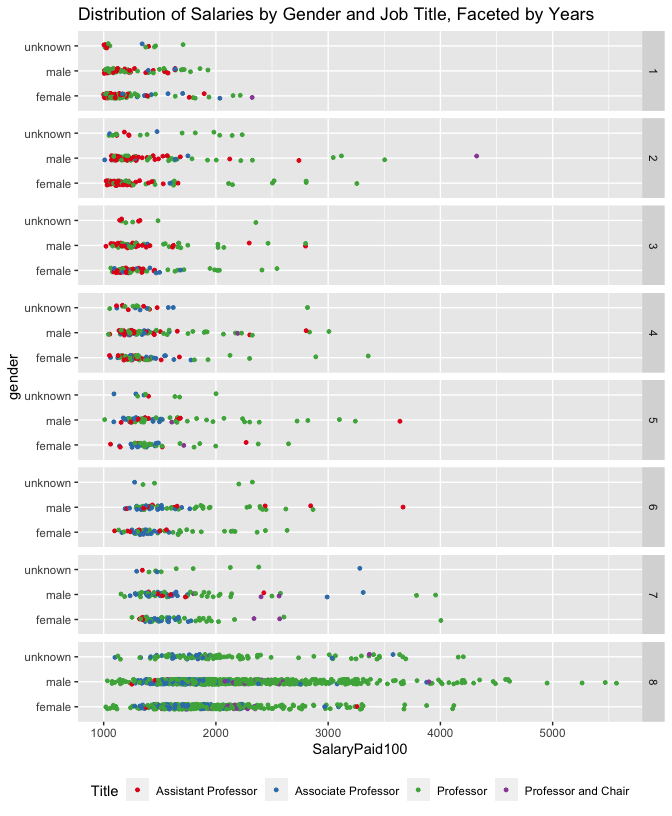 Distribution of Salaries by Gender and Job Title, Faceted by Years
unknown
male
female
1
unknown
male
female
2
unknown
male
female
3
unknown
male
female
4
unknown
male
female
5
unknown
male
female
6
unknown
male
female
7
unknown
male
female
8
gender
1000 2000 3000 4000 5000
SalaryPaid100
Title Assistant Professor Associate Professor Professor Professor and Chair